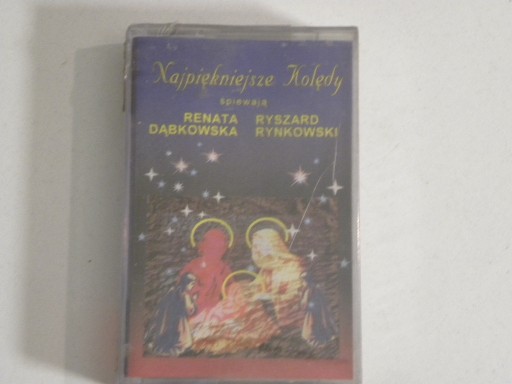 Najpiękniejsze Kolędy
śpiewają
RENATA RYSZARD
DĄBKOWSKA RYNKOWSKI